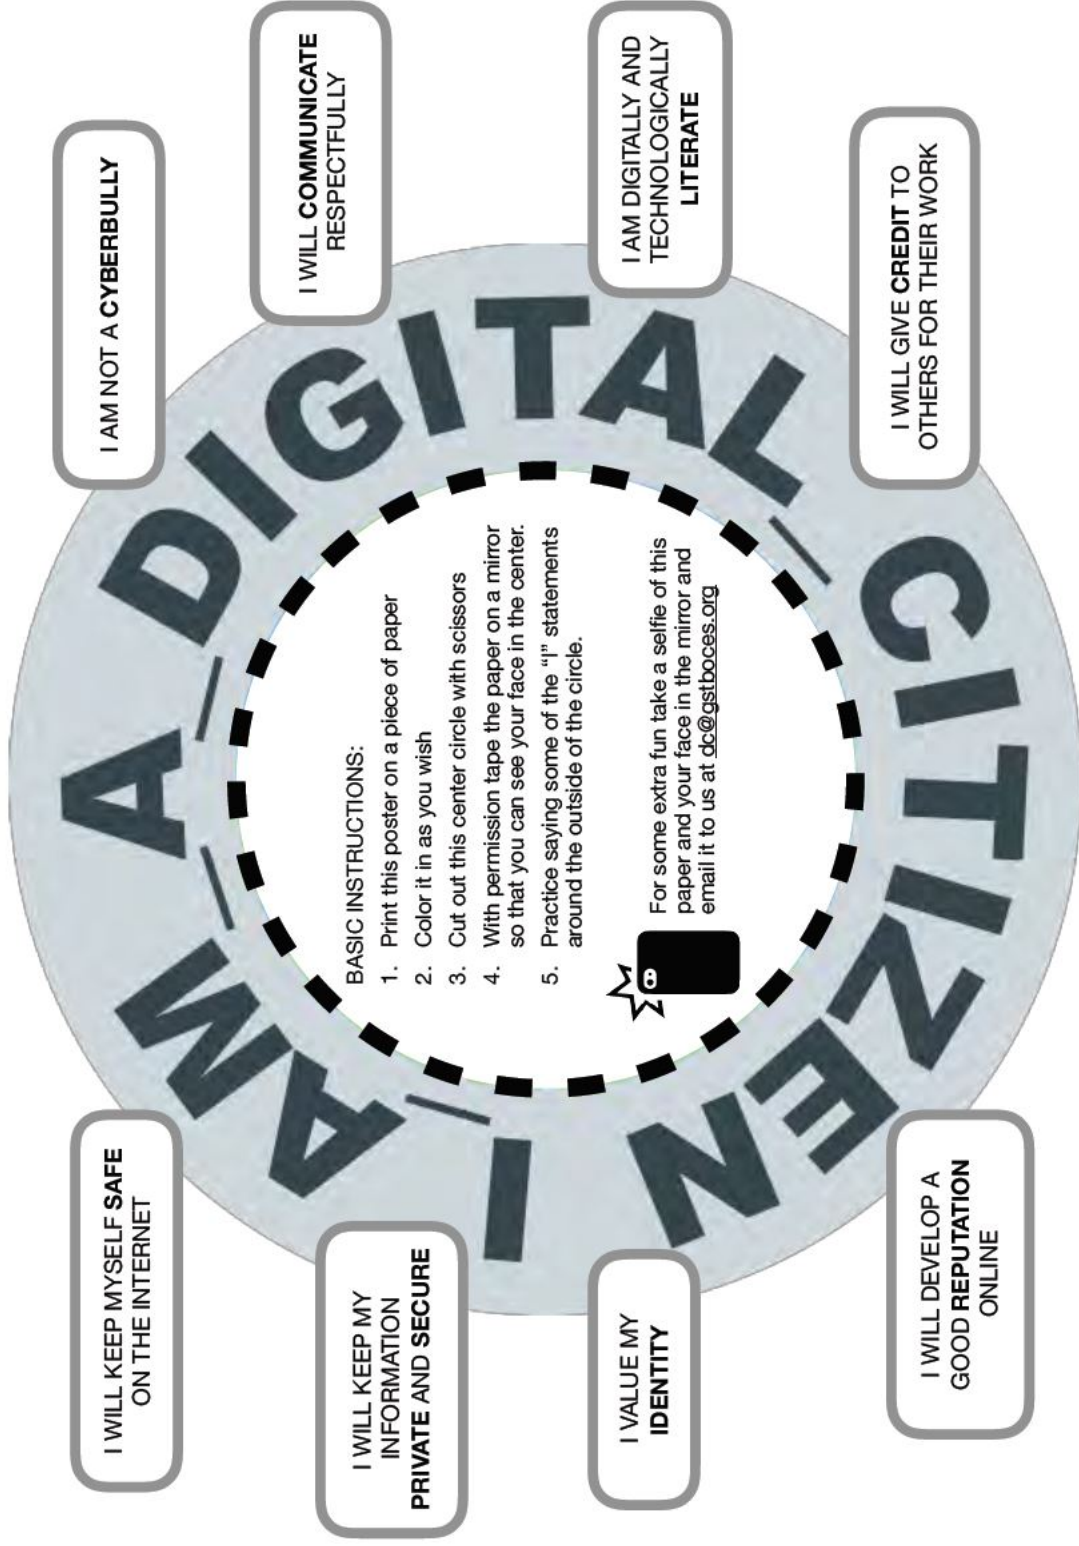 I AM A DIGITAL CITIZEN
I WILL KEEP MYSELF SAFE
ON THE INTERNET
I WILL KEEP MY
INFORMATION
PRIVATE AND SECURE
I VALUE MY
IDENTITY
I WILL DEVELOP A
GOOD REPUTATION
ONLINE
I AM NOT A CYBERBULLY
I WILL COMMUNICATE
RESPECTFULLY
I AM DIGITALLY AND
TECHNOLOGICALLY
LITERATE
I WILL GIVE CREDIT TO
OTHERS FOR THEIR WORK
BASIC INSTRUCTIONS:
1. Print this poster on a piece of paper
2. Color it in as you wish
3. Cut out this center circle with scissors
4. With permission tape the paper on a mirror
so that you can see your face in the center.
5. Practice saying some of the “I” statements
around the outside of the circle.
For some extra fun take a selfie of this
paper and your face in the mirror and
email it to us at dc@gstboces.org